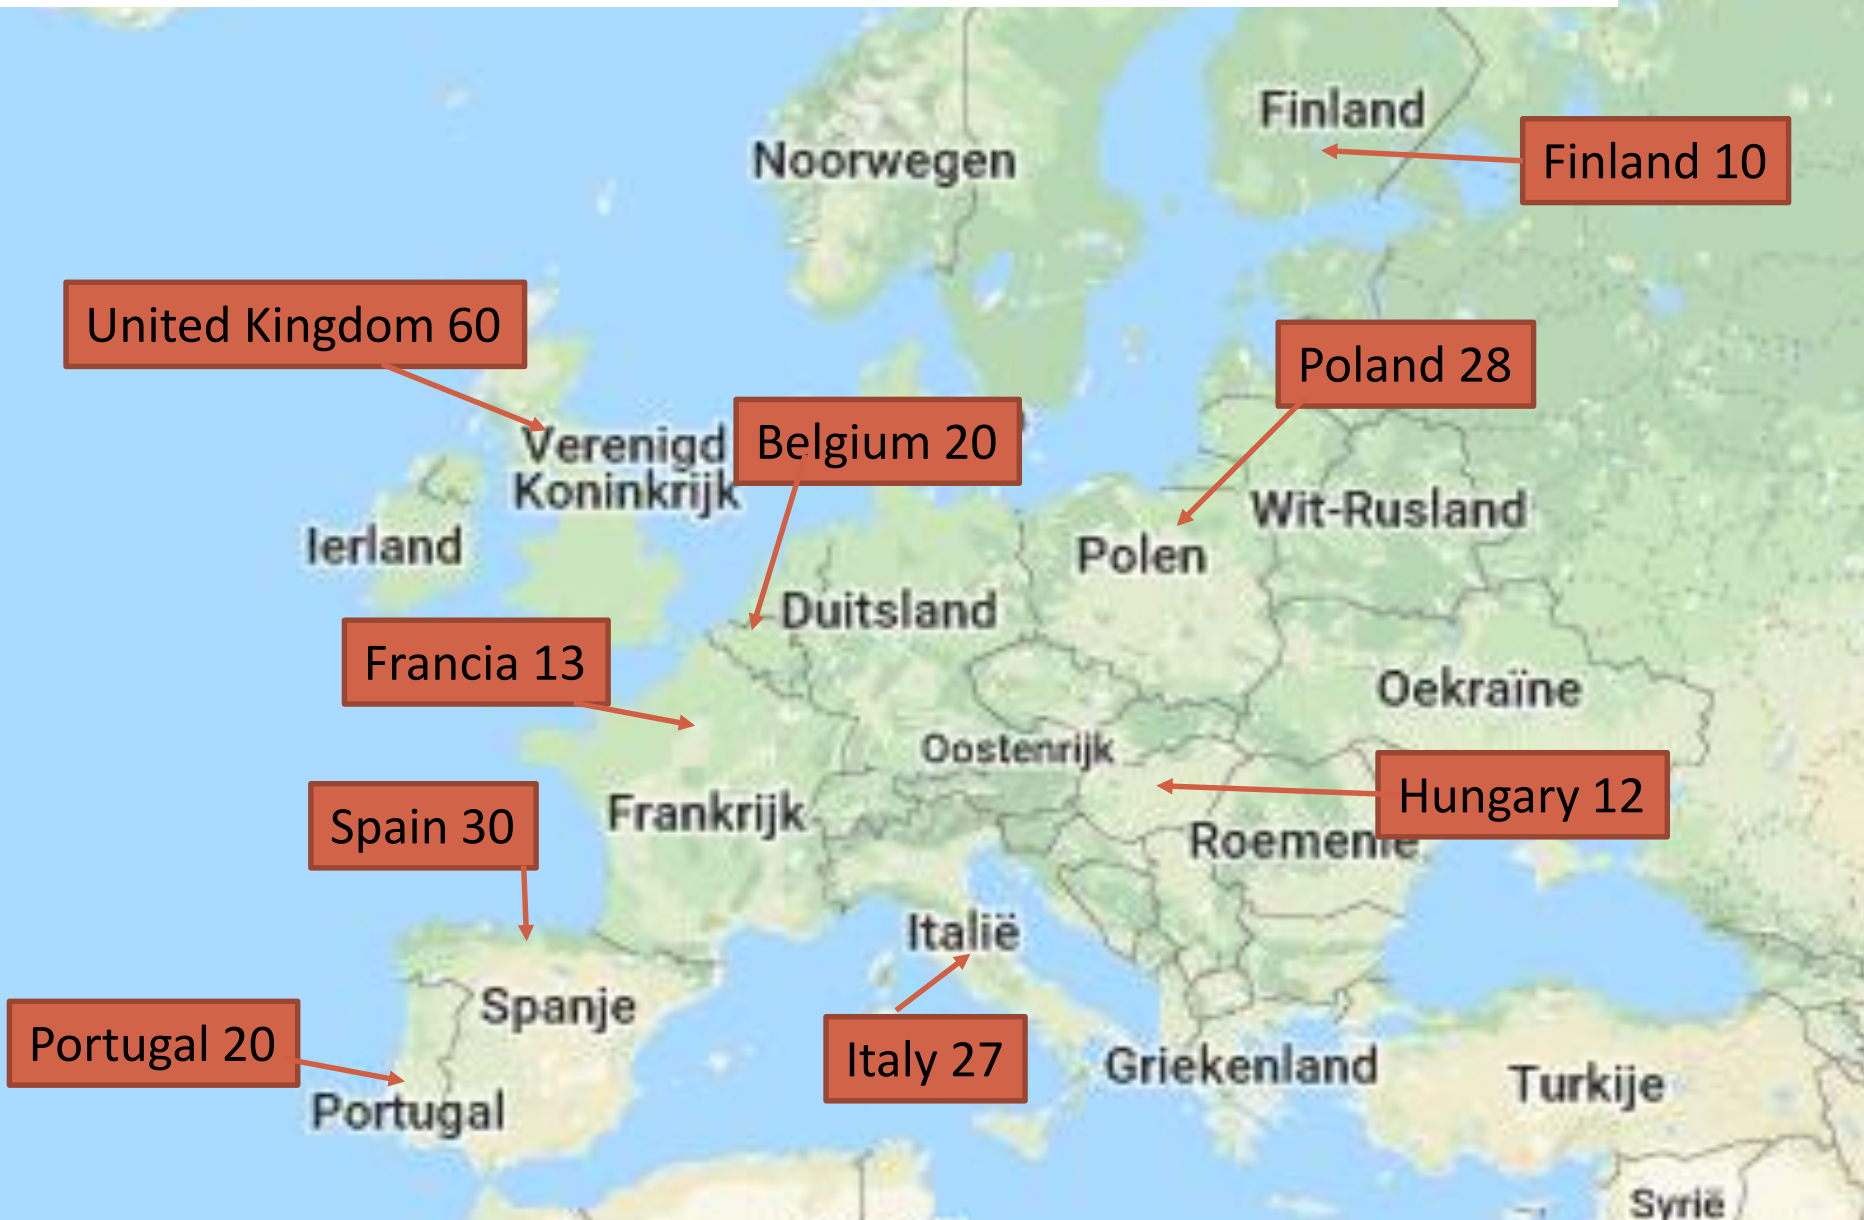 Finland
Noorwegen
Finland 10
United Kingdom 60
Poland 28
Verenigd
Koninkrijk
Belgium 20
Wit-Rusland
Ierland
Polen
Duitsland
Francia 13
Oekraïne
Oostenrijk
Hungary 12
Spain 30
Frankrijk
Roemenië
Italië
Spanje
Portugal 20
Italy 27
Griekenland
Turkije
Portugal
Syrië